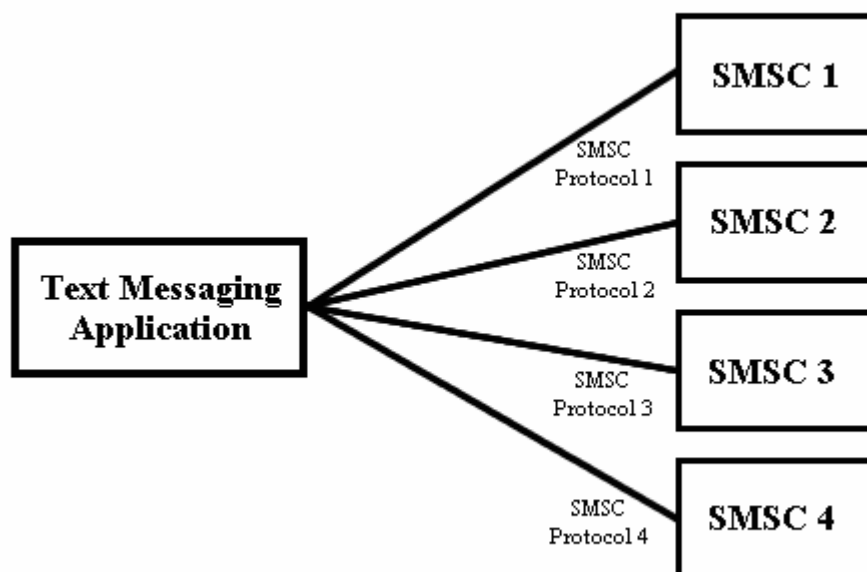 SMSC 1
SMSC
Protocol 1
SMSC 2
SMSC
Protocol 2
Text Messaging
Application
SMSC 3
SMSC
Protocol 3
SMSC 4
SMSC
Protocol 4